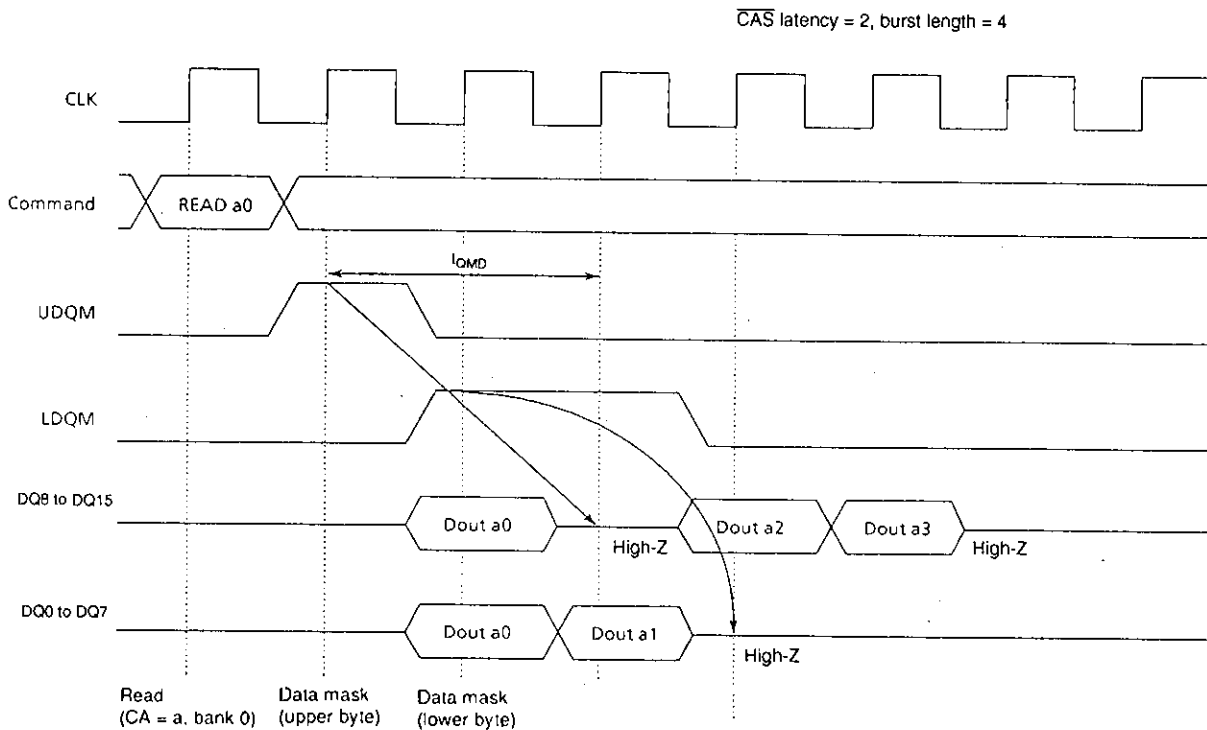 CAS latency = 2, burst length = 4
CLK
Command
READ a0
IQMD
UDQM
LDQM
DQ8 to DQ15
Dout a0
High-Z
Dout a2
Dout a3
High-Z
DQ0 to DQ7
Dout a0
Dout a1
High-Z
Read
(CA = a, bank 0)
Data mask
(upper byte)
Data mask
(lower byte)